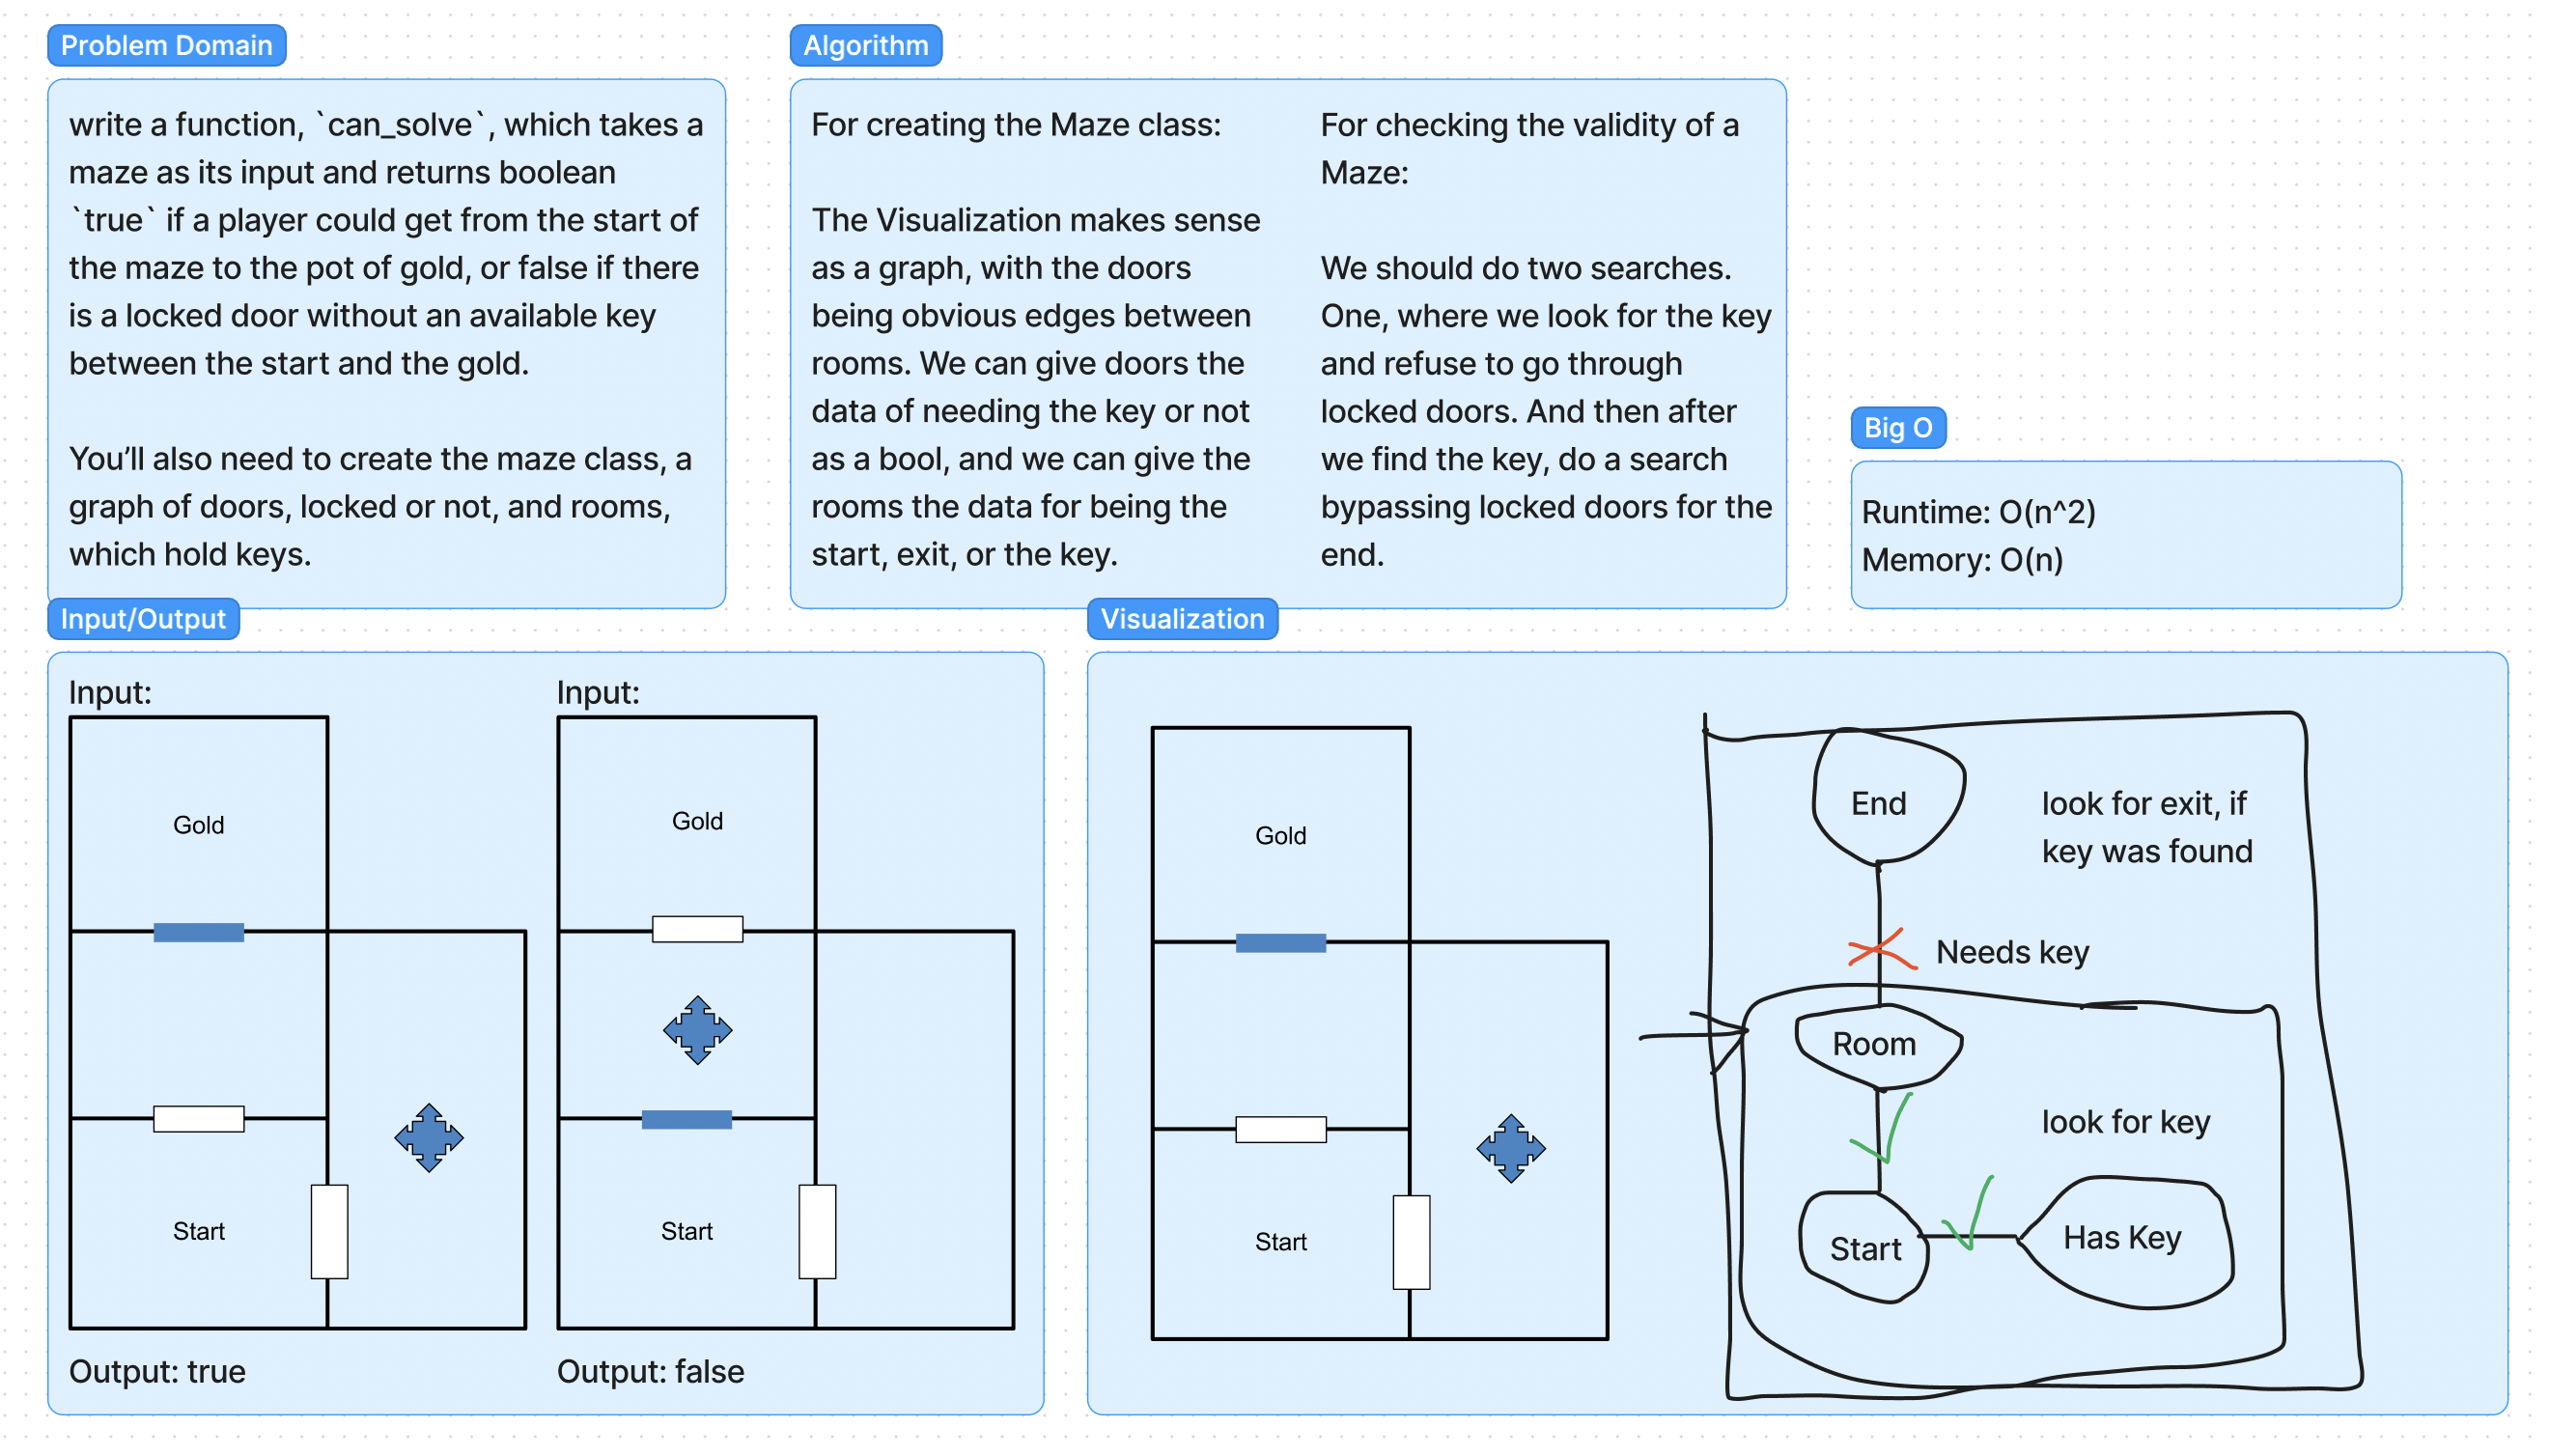 Problem Domain
write a function, `can_solve`, which takes a
maze as its input and returns boolean
`true` if a player could get from the start of
the maze to the pot of gold, or false if there
is a locked door without an available key
between the start and the gold.
You’ll also need to create the maze class, a
graph of doors, locked or not, and rooms,
which hold keys.
Algorithm
For creating the Maze class:
The Visualization makes sense
as a graph, with the doors
being obvious edges between
rooms. We can give doors the
data of needing the key or not
as a bool, and we can give the
rooms the data for being the
start, exit, or the key.
For checking the validity of a
Maze:
We should do two searches.
One, where we look for the key
and refuse to go through
locked doors. And then after
we find the key, do a search
bypassing locked doors for the
end.
Big O
Runtime: O(n^2)
Memory: O(n)
Input/Output
Input:
Gold
Start
Output: true
Input:
Gold
Start
Output: false
Visualization
Gold
Start
End
look for exit, if
key was found
Needs key
Room
look for key
Start
Has Key